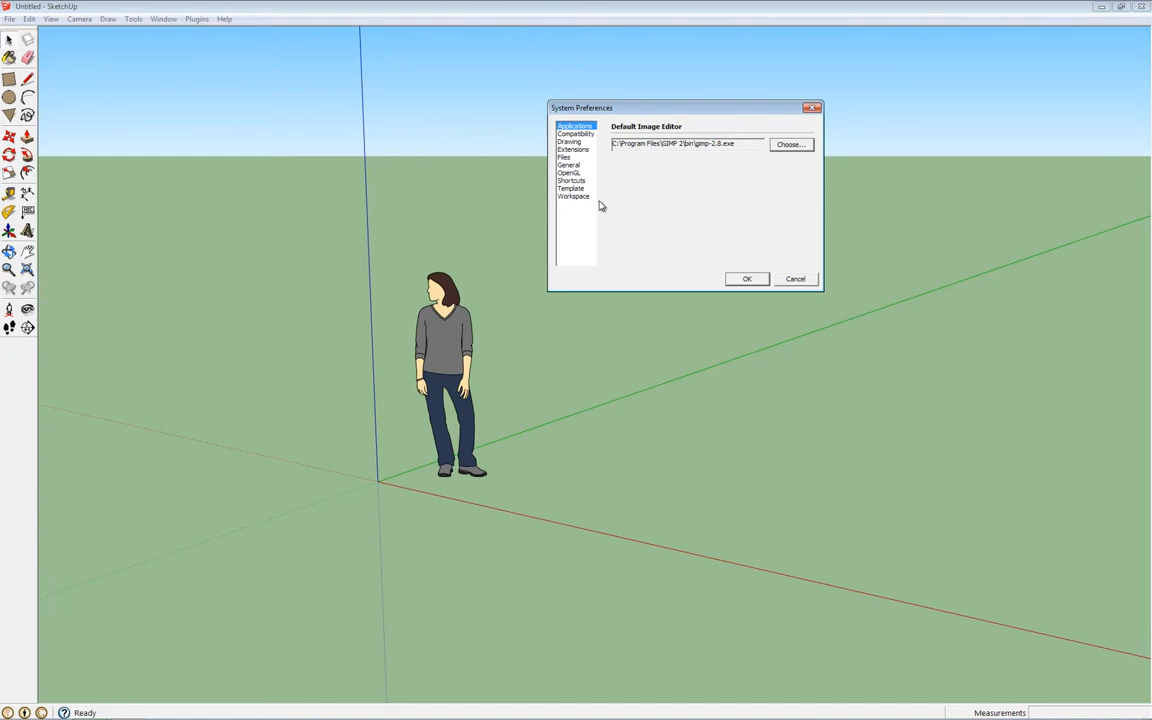 Untitled - SketchUp
File Edit View Camera Draw Tools Window Plugins Help
System Preferences
Applications
Compatibility
Drawing
Extensions
Files
General
OpenGL
Shortcuts
Template
Workspace
Default Image Editor
C:\Program Files\GIMP 2\bin\gimp-2.8.exe
Choose...
OK Cancel
Ready
Measurements